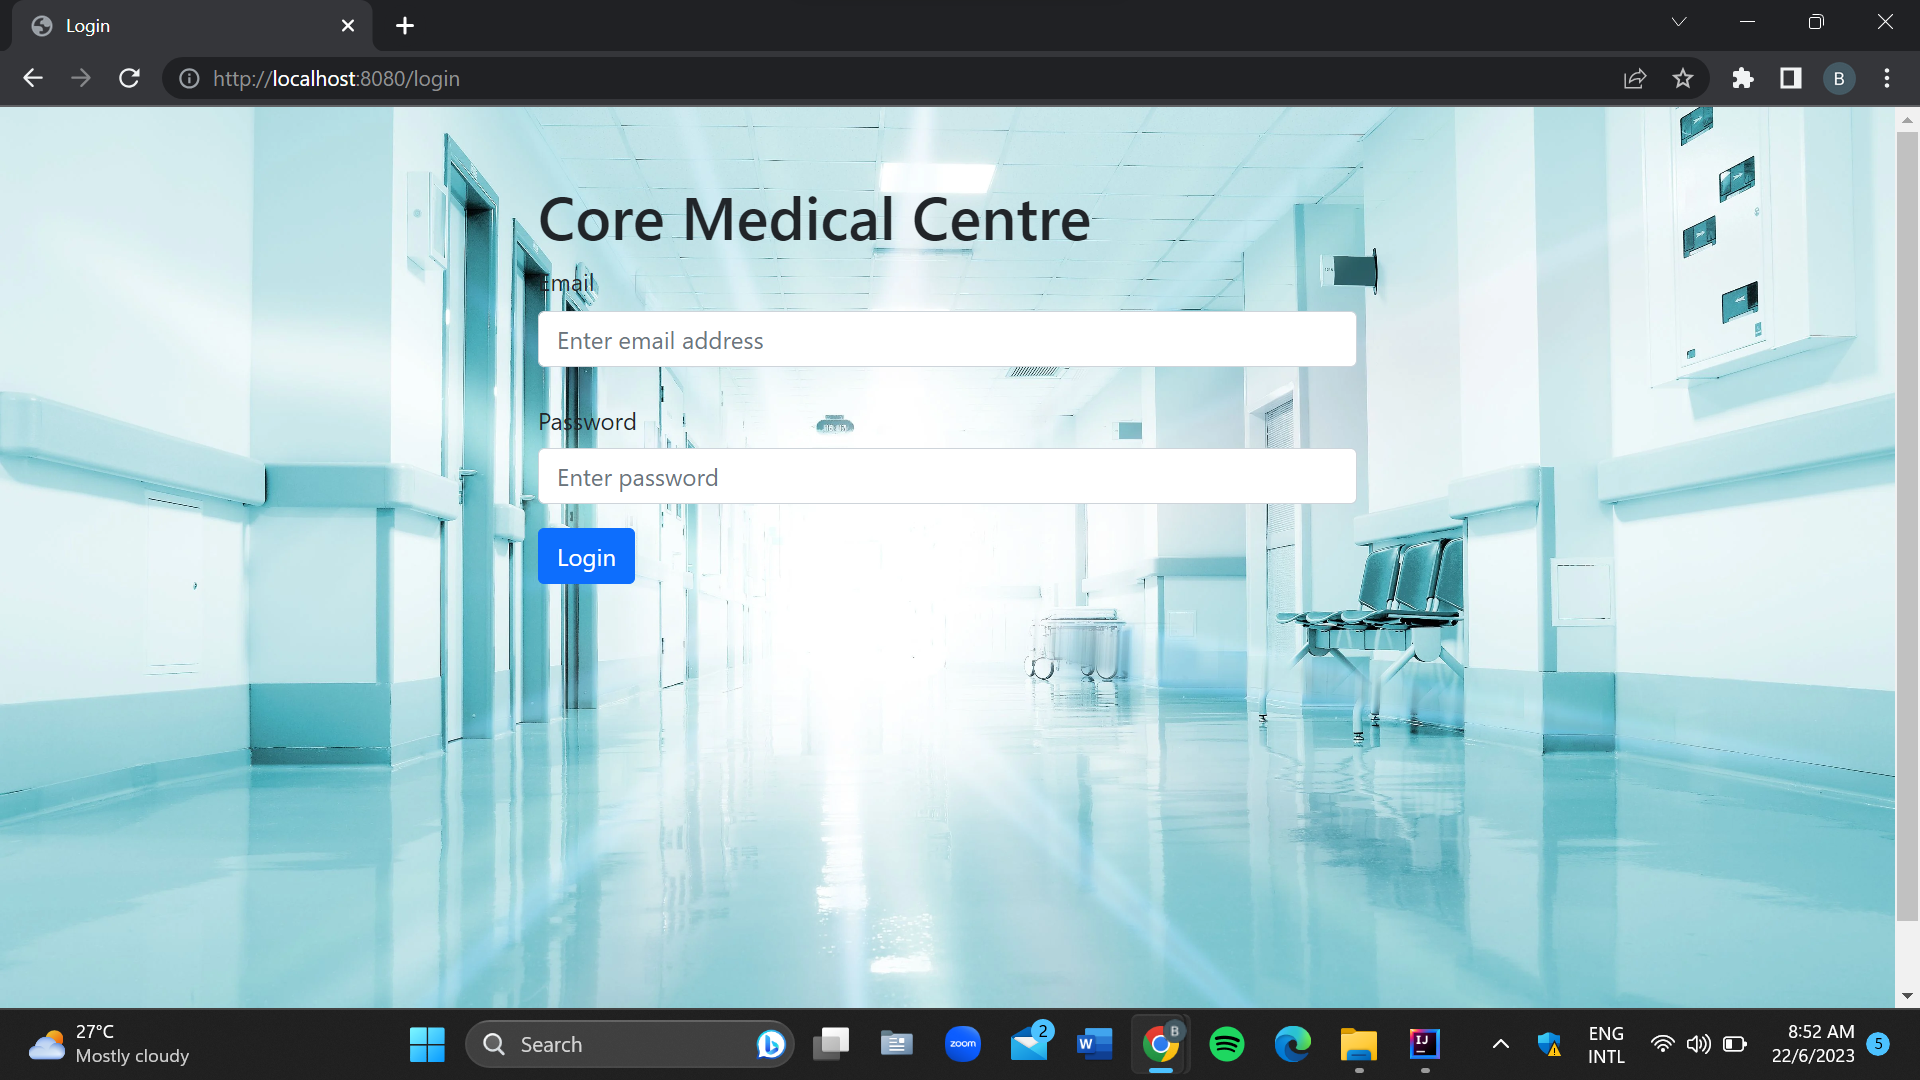 Login
http://localhost:8080/login
B
Core Medical Centre
Email
Enter email address
Password
Enter password
Login
27°C
Mostly cloudy
Search
zoom
2
W
B
IJ
ENG
INTL
8:52 AM
22/6/2023
5